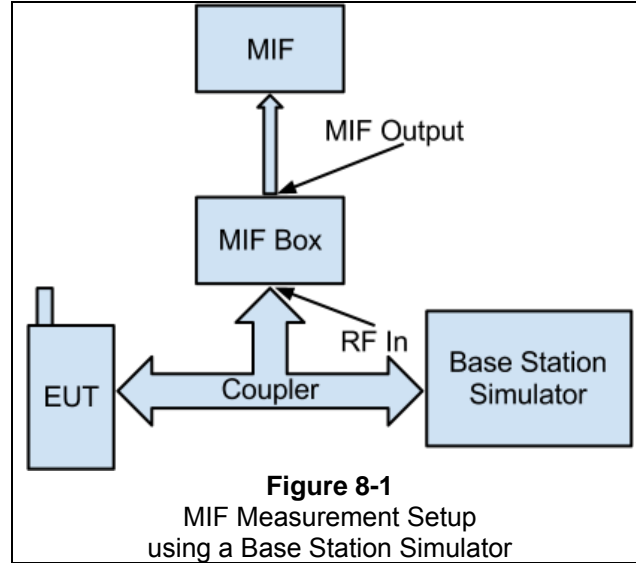 MIF
MIF Output
MIF Box
RF In
EUT
Coupler
Base Station
Simulator
Figure 8-1
MIF Measurement Setup
using a Base Station Simulator